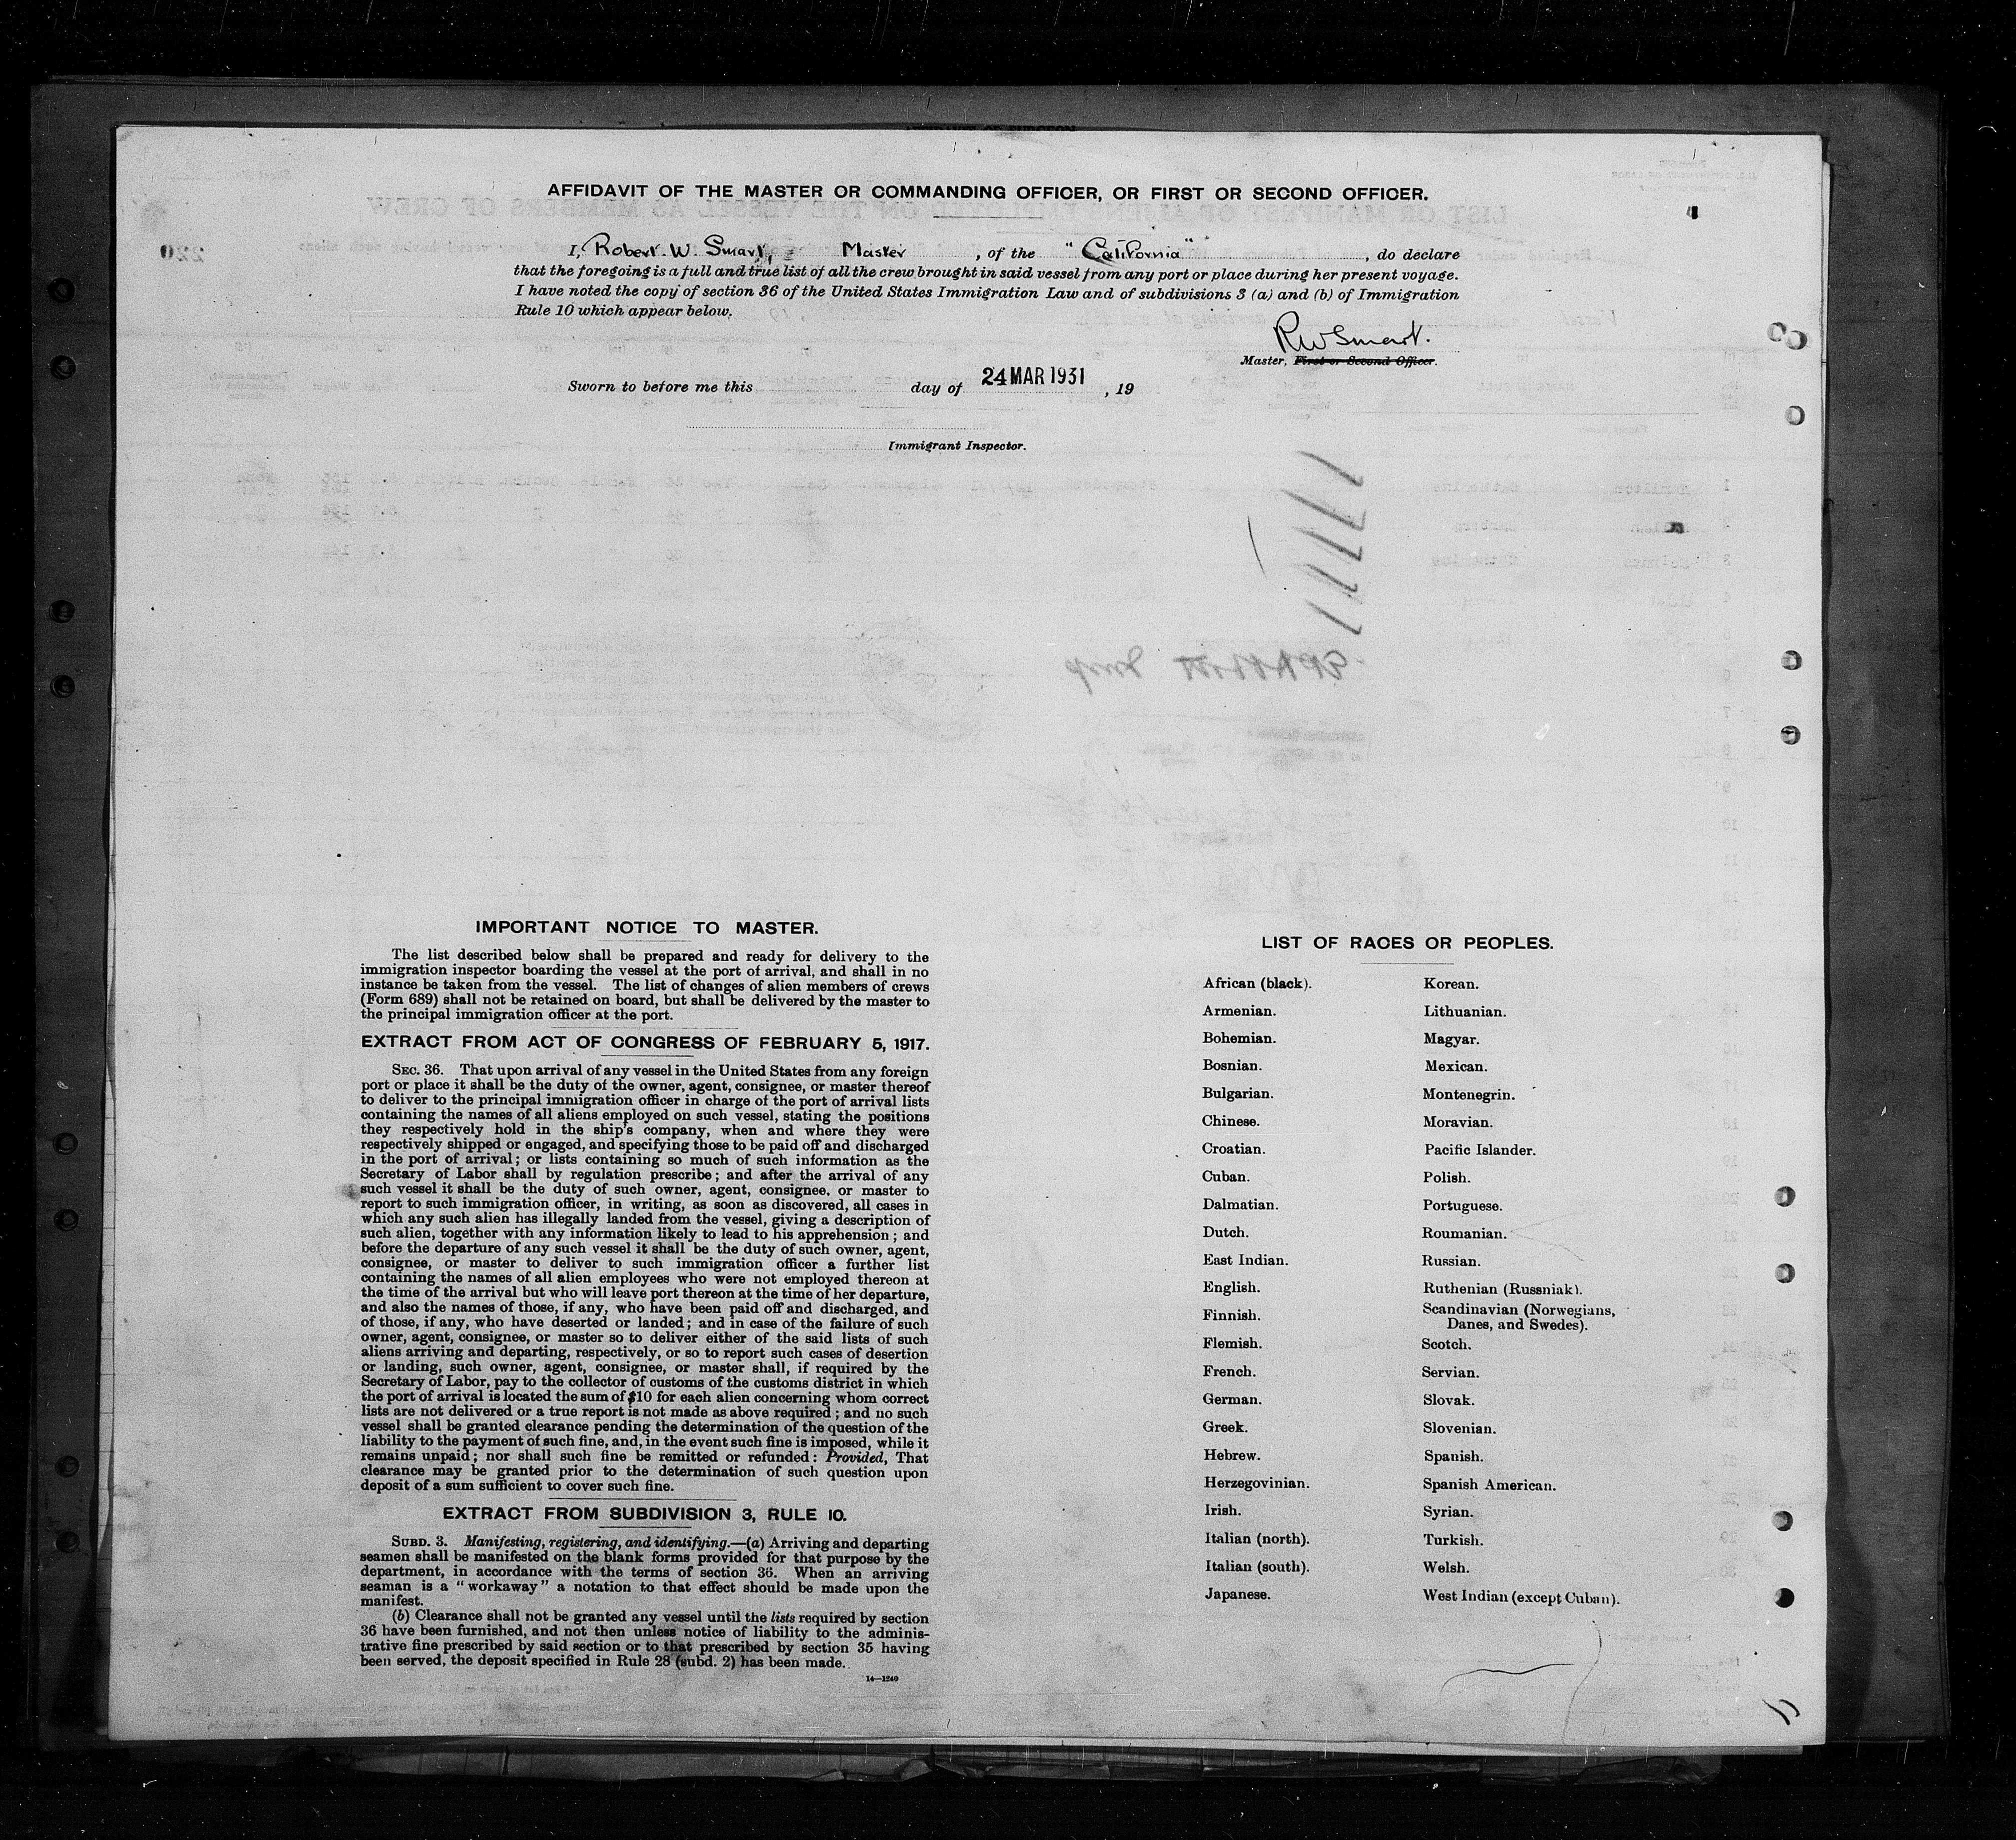 AFFIDAVIT OF THE MASTER OR COMMANDING OFFICER, OR FIRST OR SECOND OFFICER.
I, Robert. W. Smart, Master, of the "California", do declare
that the foregoing is a full and true list of all the crew brought in said vessel from any port or place during her present voyage.
I have noted the copy of section 36 of the United States Immigration Law and of subdivisions 3 (a) and (b) of Immigration
Rule 10 which appear below.
RWSmart.
Master, First or Second Officer.
Sworn to before me this day of 24 MAR 1931, 19
Immigrant Inspector.
IMPORTANT NOTICE TO MASTER.
The list described below shall be prepared and ready for delivery to the
immigration inspector boarding the vessel at the port of arrival, and shall in no
instance be taken from the vessel. The list of changes of alien members of crews
(Form 689) shall not be retained on board, but shall be delivered by the master to
the principal immigration officer at the port.
EXTRACT FROM ACT OF CONGRESS OF FEBRUARY 5, 1917.
SEC. 36. That upon arrival of any vessel in the United States from any foreign
port or place it shall be the duty of the owner, agent, consignee, or master thereof
to deliver to the principal immigration officer in charge of the port of arrival lists
containing the names of all aliens employed on such vessel, stating the positions
they respectively hold in the ship's company, when and where they were
respectively shipped or engaged, and specifying those to be paid off and discharged
in the port of arrival; or lists containing so much of such information as the
Secretary of Labor shall by regulation prescribe; and after the arrival of any
such vessel it shall be the duty of such owner, agent, consignee, or master to
report to such immigration officer, in writing, as soon as discovered, all cases in
which any such alien has illegally landed from the vessel, giving a description of
such alien, together with any information likely to lead to his apprehension; and
before the departure of any such vessel it shall be the duty of such owner, agent,
consignee, or master to deliver to such immigration officer a further list
containing the names of all alien employees who were not employed thereon at
the time of the arrival but who will leave port thereon at the time of her departure,
and also the names of those, if any, who have been paid off and discharged, and
of those, if any, who have deserted or landed; and in case of the failure of such
owner, agent, consignee, or master so to deliver either of the said lists of such
aliens arriving and departing, respectively, or so to report such cases of desertion
or landing, such owner, agent, consignee, or master shall, if required by the
Secretary of Labor, pay to the collector of customs of the customs district in which
the port of arrival is located the sum of $10 for each alien concerning whom correct
lists are not delivered or a true report is not made as above required; and no such
vessel shall be granted clearance pending the determination of the question of the
liability to the payment of such fine, and, in the event such fine is imposed, while it
remains unpaid; nor shall such fine be remitted or refunded: Provided, That
clearance may be granted prior to the determination of such question upon
deposit of a sum sufficient to cover such fine.
EXTRACT FROM SUBDIVISION 3, RULE 10.
SUBD. 3. Manifesting, registering, and identifying.—(a) Arriving and departing
seamen shall be manifested on the blank forms provided for that purpose by the
department, in accordance with the terms of section 36. When an arriving
seaman is a "workaway" a notation to that effect should be made upon the
manifest.
(b) Clearance shall not be granted any vessel until the lists required by section
36 have been furnished, and not then unless notice of liability to the adminis-
trative fine prescribed by said section or to that prescribed by section 35 having
been served, the deposit specified in Rule 28 (subd. 2) has been made.
14—1240
LIST OF RACES OR PEOPLES.
African (black).
Armenian.
Bohemian.
Bosnian.
Bulgarian.
Chinese.
Croatian.
Cuban.
Dalmatian.
Dutch.
East Indian.
English.
Finnish.
Flemish.
French.
German.
Greek.
Hebrew.
Herzegovinian.
Irish.
Italian (north).
Italian (south).
Japanese.
Korean.
Lithuanian.
Magyar.
Mexican.
Montenegrin.
Moravian.
Pacific Islander.
Polish.
Portuguese.
Roumanian.
Russian.
Ruthenian (Russniak).
Scandinavian (Norwegians,
Danes, and Swedes).
Scotch.
Servian.
Slovak.
Slovenian.
Spanish.
Spanish American.
Syrian.
Turkish.
Welsh.
West Indian (except Cuban).